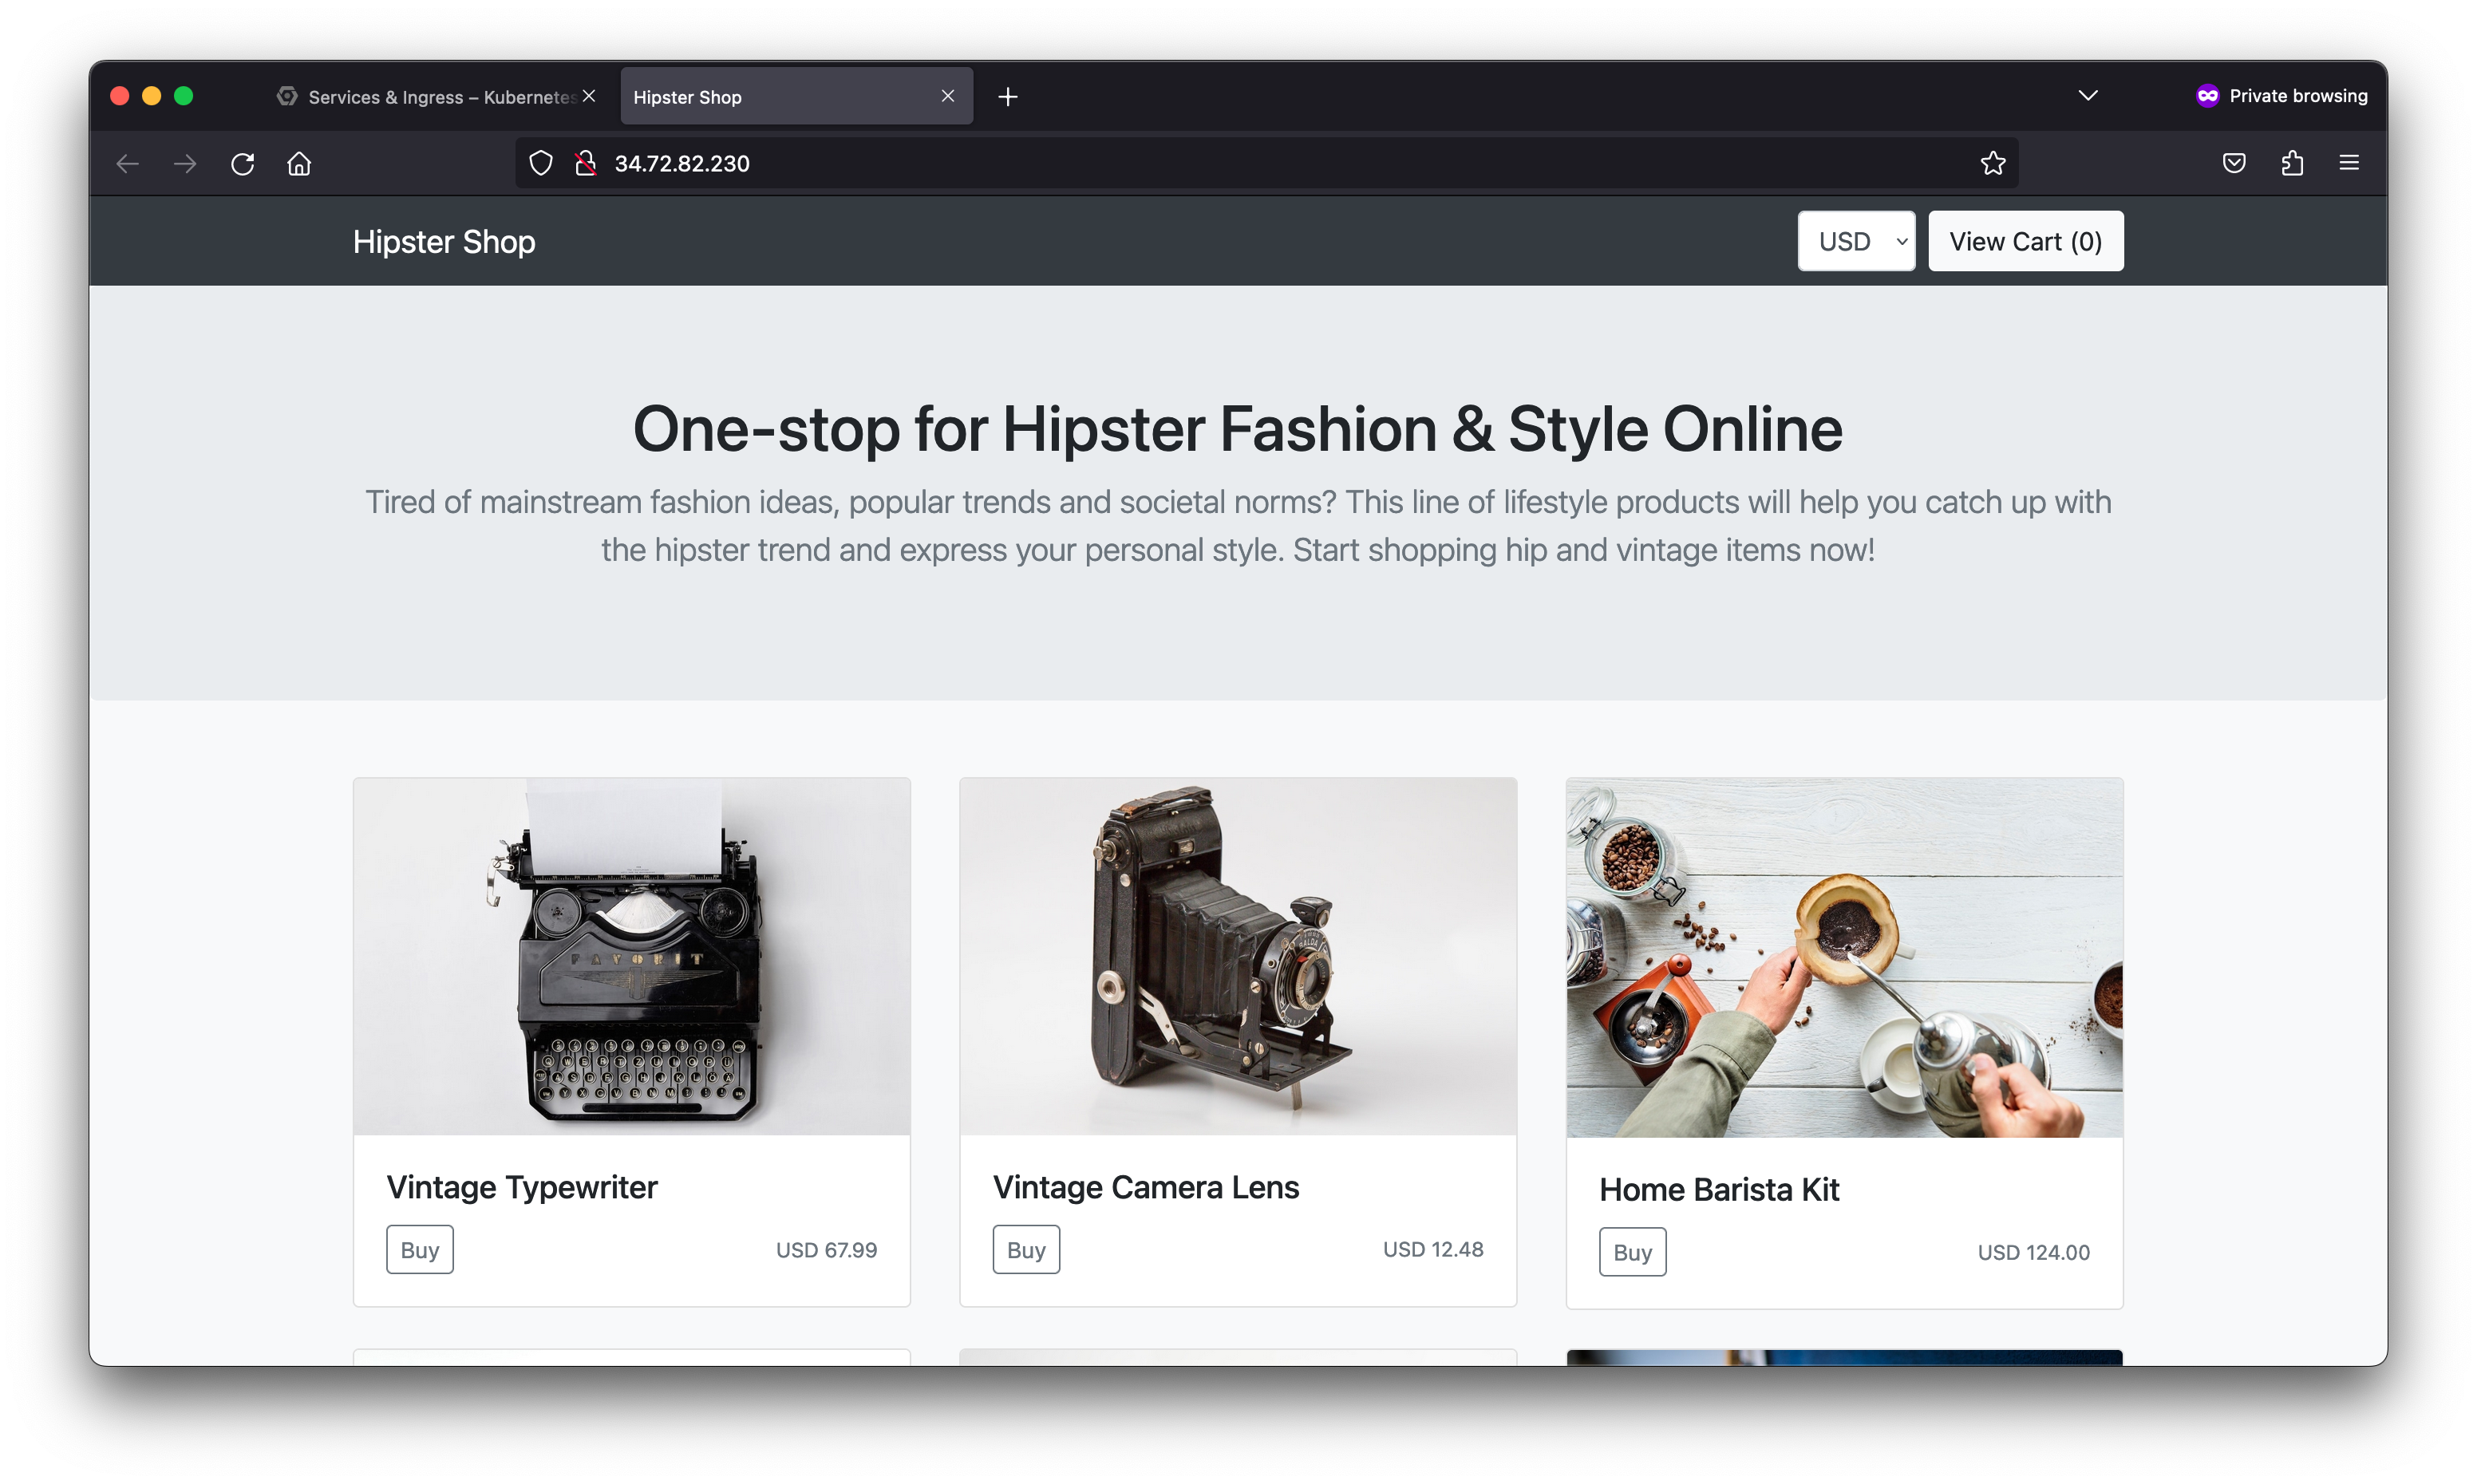 Services & Ingress – Kubernetes
Hipster Shop
Private browsing
34.72.82.230
Hipster Shop
USD
View Cart (0)
One-stop for Hipster Fashion & Style Online
Tired of mainstream fashion ideas, popular trends and societal norms? This line of lifestyle products will help you catch up with
the hipster trend and express your personal style. Start shopping hip and vintage items now!
FAVORIT
Vintage Typewriter
Buy
USD 67.99
Vintage Camera Lens
Buy
USD 12.48
Home Barista Kit
Buy
USD 124.00